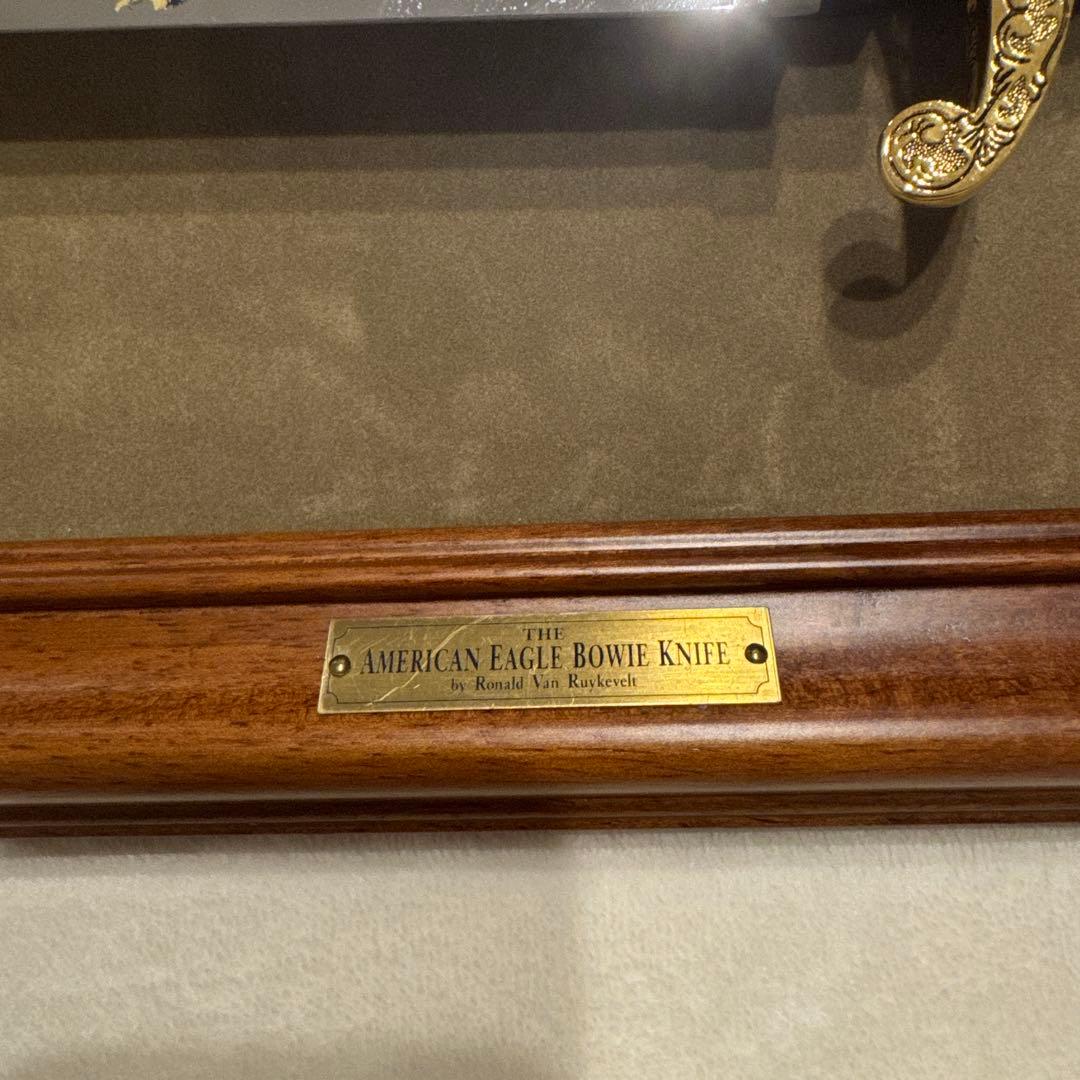 THE
AMERICAN EAGLE BOWIE KNIFE
by Ronald Van Ruykevelt